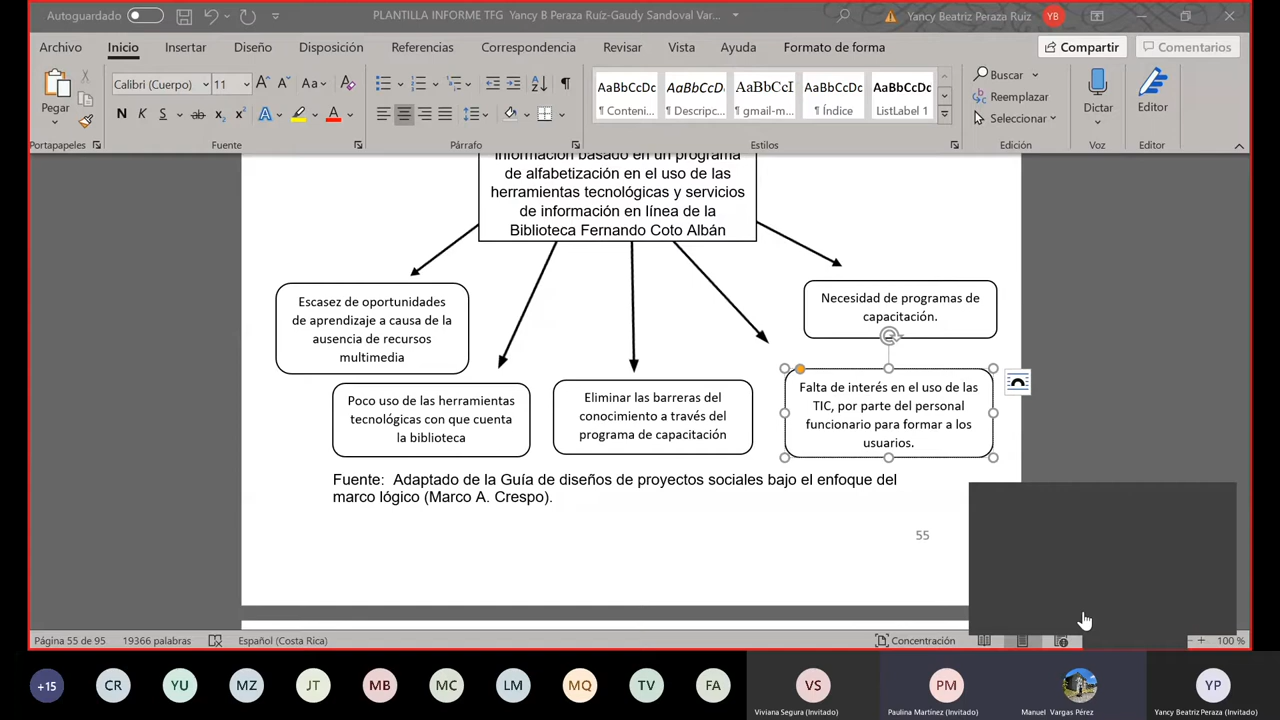 Autoguardado
PLANTILLA INFORME TFG Yancy B Peraza Ruíz-Gaudy Sandoval Var...
Yancy Beatriz Peraza Ruiz
YB
Archivo
Inicio
Insertar
Diseño
Disposición
Referencias
Correspondencia
Revisar
Vista
Ayuda
Formato de forma
Compartir
Comentarios
Pegar
Calibri (Cuerpo)
11
Aa
N K S ab x₂ x² A A
AaBbCcDc AaBbCcD. AaBbCcI AaBbCcDc AaBbCcDc
¶ Conteni... ¶ Descripc... ¶ gmail-m... ¶ Índice ¶ ListLabel 1
Buscar
Reemplazar
Seleccionar
Dictar
Editor
Portapapeles
Fuente
Párrafo
Estilos
Edición
Voz
Editor
información basado en un programa
de alfabetización en el uso de las
herramientas tecnológicas y servicios
de información en línea de la
Biblioteca Fernando Coto Albán
Escasez de oportunidades
de aprendizaje a causa de la
ausencia de recursos
multimedia
Necesidad de programas de
capacitación.
Poco uso de las herramientas
tecnológicas con que cuenta
la biblioteca
Eliminar las barreras del
conocimiento a través del
programa de capacitación
Falta de interés en el uso de las
TIC, por parte del personal
funcionario para formar a los
usuarios.
Fuente: Adaptado de la Guía de diseños de proyectos sociales bajo el enfoque del
marco lógico (Marco A. Crespo).
55
Página 55 de 95
19366 palabras
Español (Costa Rica)
Concentración
100 %
+15
CR
YU
MZ
JT
MB
MC
LM
MQ
TV
FA
VS
PM
YP
Viviana Segura (Invitado)
Paulina Martínez (Invitado)
Manuel Vargas Pérez
Yancy Beatriz Peraza (Invitado)